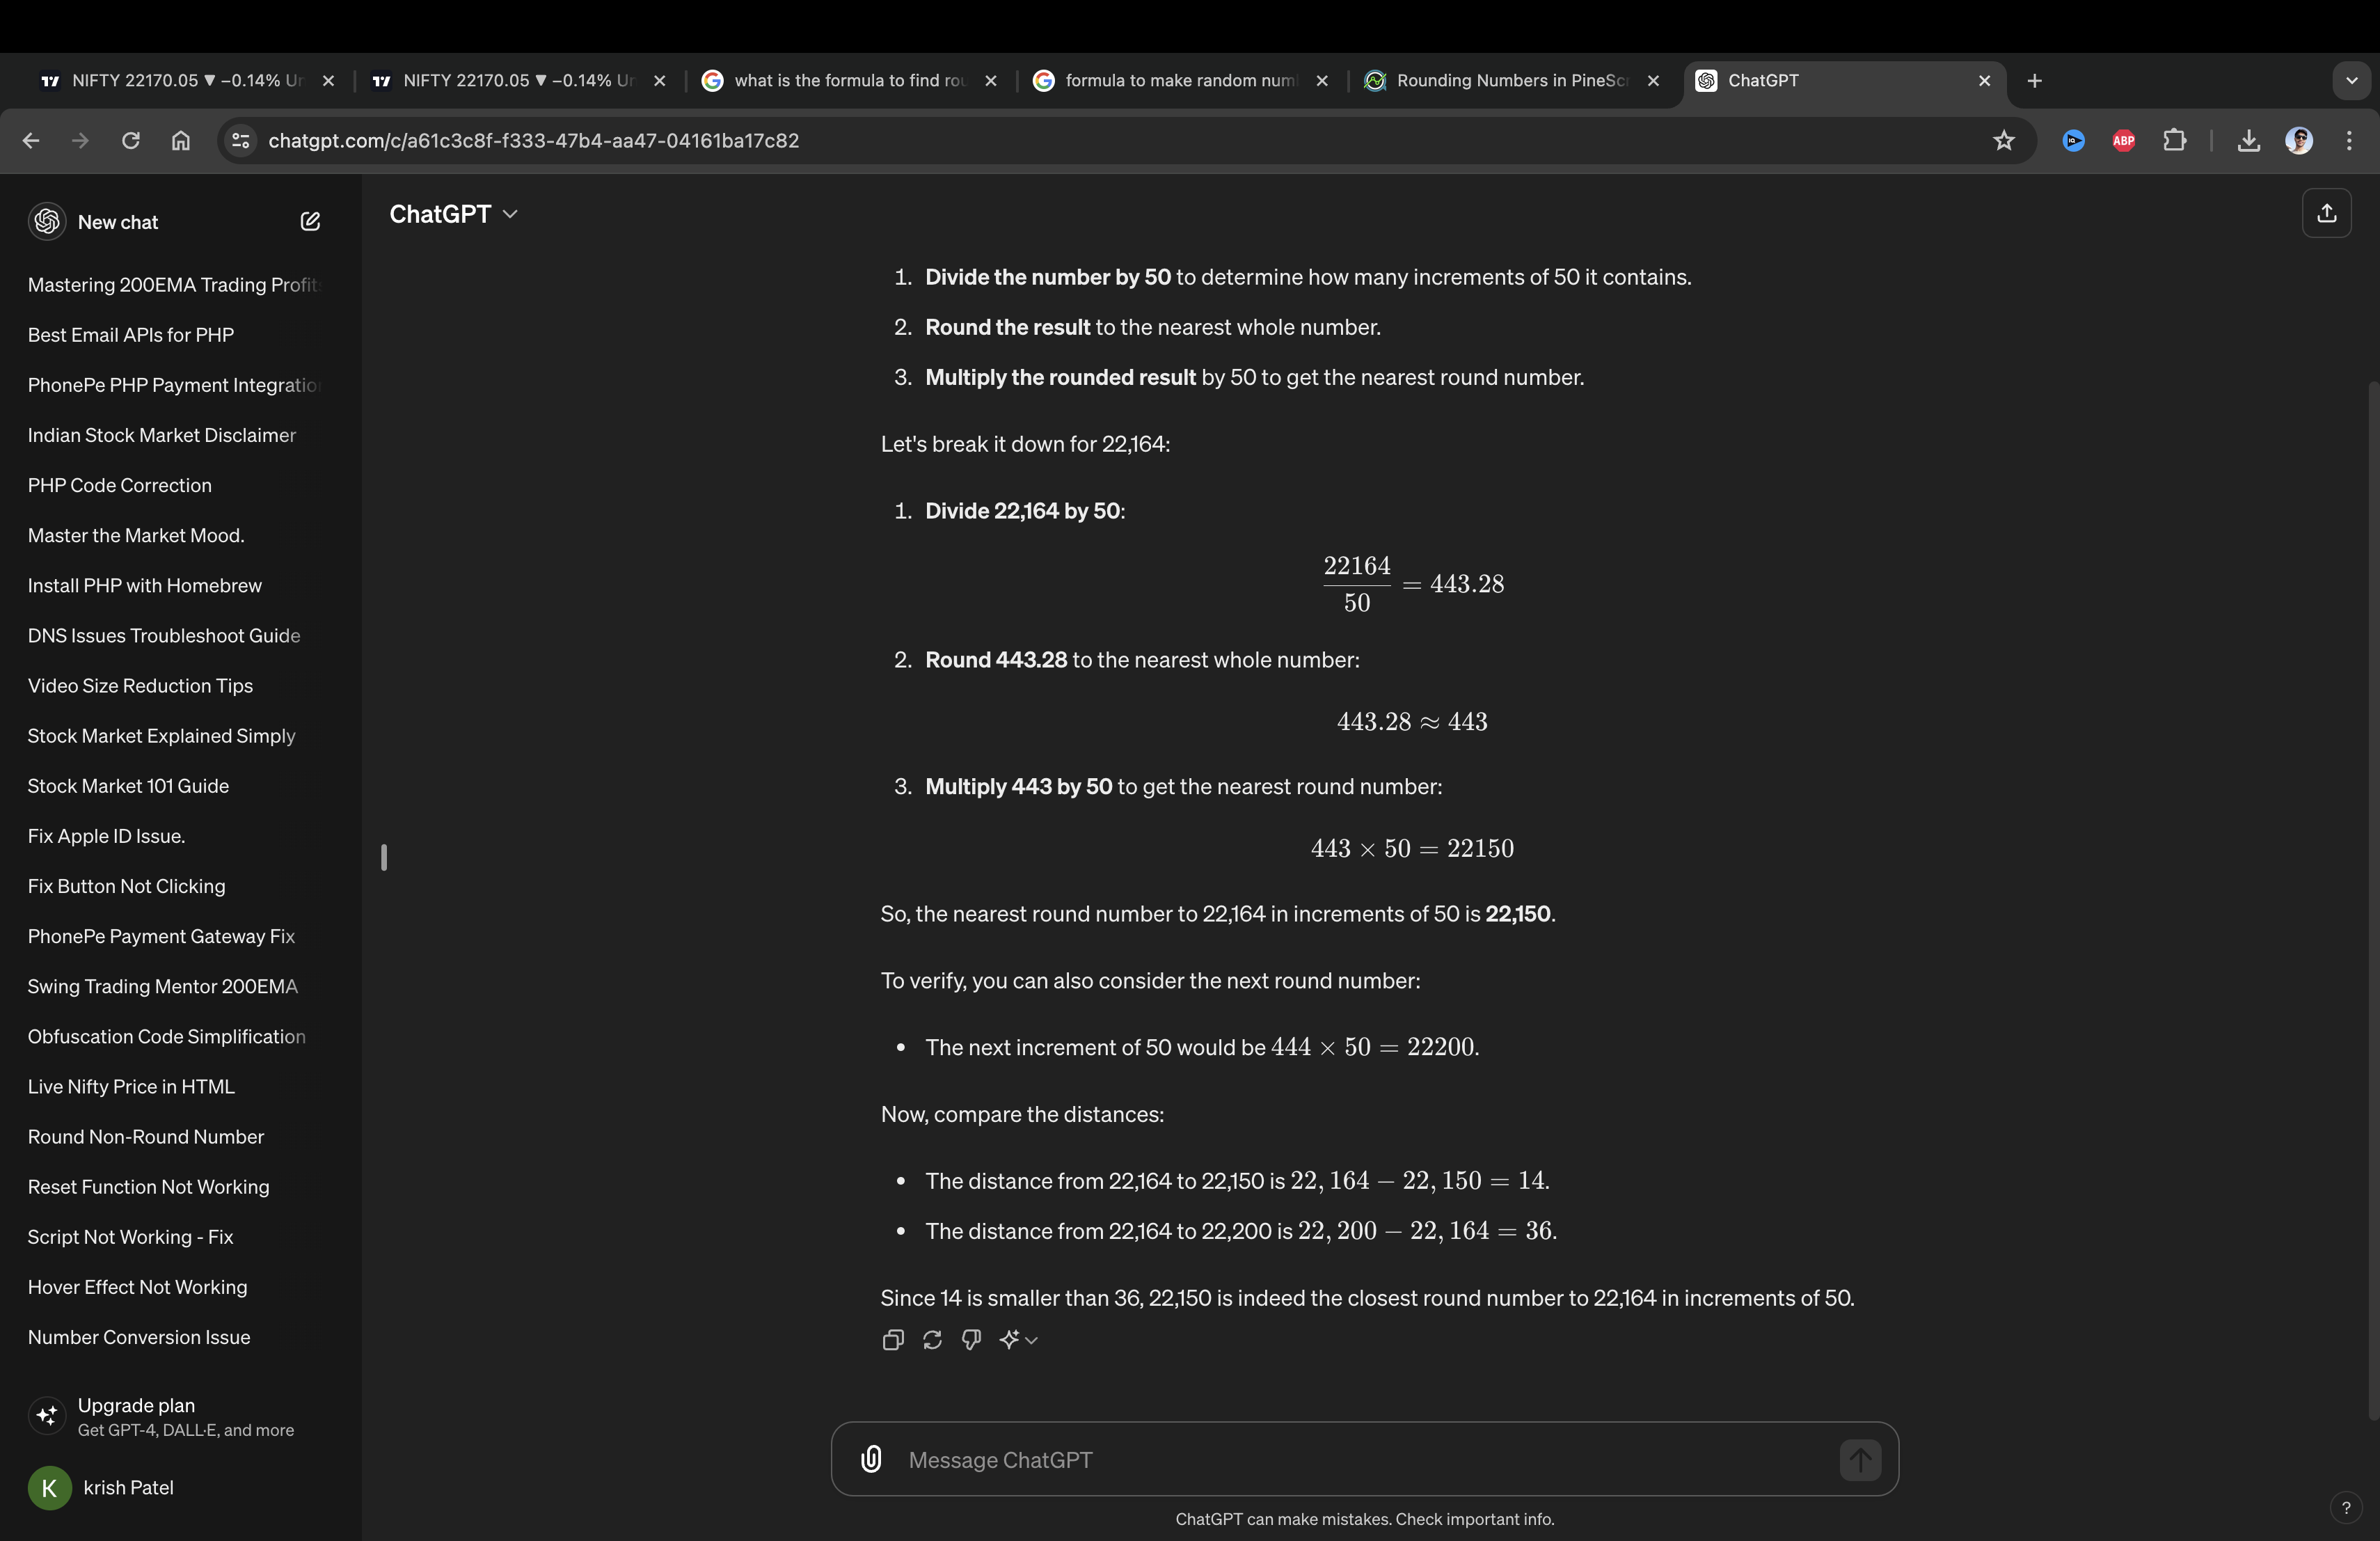 NIFTY 22170.05 ▼ −0.14% Un
NIFTY 22170.05 ▼ −0.14% Un
what is the formula to find rou
formula to make random num
Rounding Numbers in PineScr
ChatGPT
chatgpt.com/c/a61c3c8f-f333-47b4-aa47-04161ba17c82
ABP
New chat
Mastering 200EMA Trading Profits
Best Email APIs for PHP
PhonePe PHP Payment Integration
Indian Stock Market Disclaimer
PHP Code Correction
Master the Market Mood.
Install PHP with Homebrew
DNS Issues Troubleshoot Guide
Video Size Reduction Tips
Stock Market Explained Simply
Stock Market 101 Guide
Fix Apple ID Issue.
Fix Button Not Clicking
PhonePe Payment Gateway Fix
Swing Trading Mentor 200EMA
Obfuscation Code Simplification
Live Nifty Price in HTML
Round Non-Round Number
Reset Function Not Working
Script Not Working - Fix
Hover Effect Not Working
Number Conversion Issue
Upgrade plan
Get GPT-4, DALL·E, and more
K
krish Patel
ChatGPT
1. Divide the number by 50 to determine how many increments of 50 it contains.
2. Round the result to the nearest whole number.
3. Multiply the rounded result by 50 to get the nearest round number.
Let's break it down for 22,164:
1. Divide 22,164 by 50:
22164
50
= 443.28
2. Round 443.28 to the nearest whole number:
443.28 ≈ 443
3. Multiply 443 by 50 to get the nearest round number:
443 × 50 = 22150
So, the nearest round number to 22,164 in increments of 50 is 22,150.
To verify, you can also consider the next round number:
• The next increment of 50 would be 444 × 50 = 22200.
Now, compare the distances:
• The distance from 22,164 to 22,150 is 22, 164 − 22, 150 = 14.
• The distance from 22,164 to 22,200 is 22, 200 − 22, 164 = 36.
Since 14 is smaller than 36, 22,150 is indeed the closest round number to 22,164 in increments of 50.
Message ChatGPT
ChatGPT can make mistakes. Check important info.
?